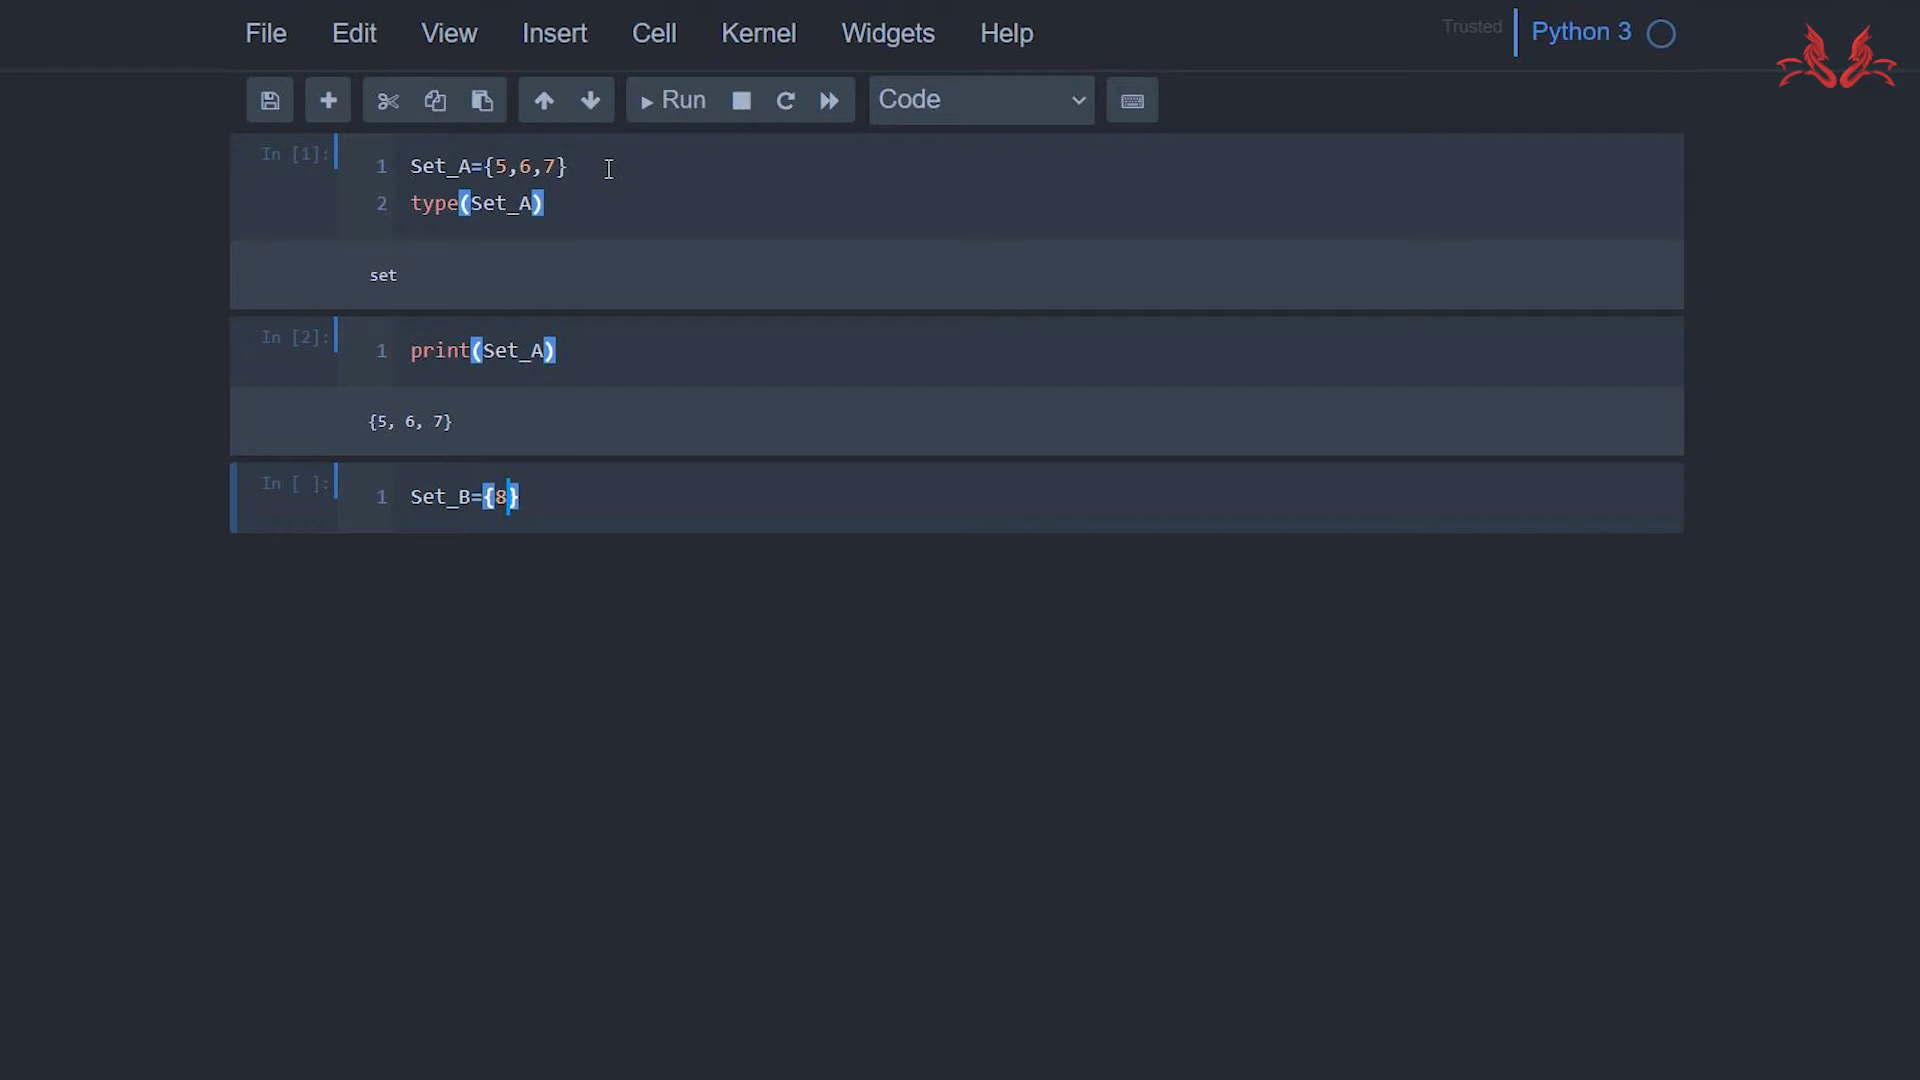 File Edit View Insert Cell Kernel Widgets Help Trusted Python 3
Run Code
In [1]: 1 Set_A={5,6,7}
2 type(Set_A)
set
In [2]: 1 print(Set_A)
{5, 6, 7}
In [ ]: 1 Set_B={8}